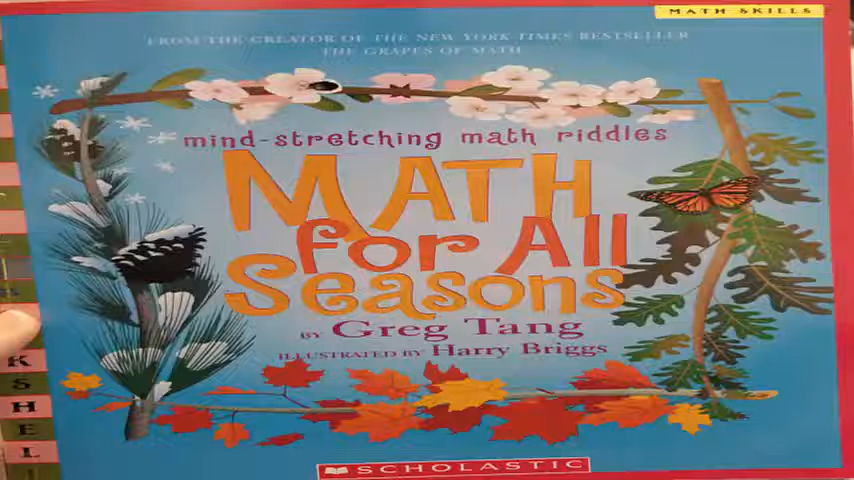 MATH SKILLS
FROM THE CREATOR OF THE NEW YORK TIMES BESTSELLER
THE GRAPES OF MATH
mind-stretching math riddles
MATH
for All
Seasons
BY Greg Tang
ILLUSTRATED BY Harry Briggs
SCHOLASTIC
K
S
H
E
L